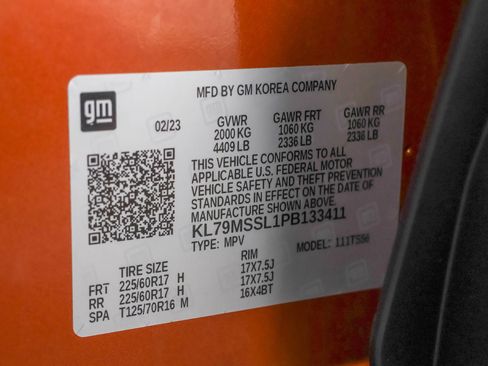 gm
MFD BY GM KOREA COMPANY
02/23 GVWR GAWR FRT GAWR RR
2000 KG 1060 KG 1060 KG
4409 LB 2336 LB 2336 LB
THIS VEHICLE CONFORMS TO ALL
APPLICABLE U.S. FEDERAL MOTOR
VEHICLE SAFETY AND THEFT PREVENTION
STANDARDS IN EFFECT ON THE DATE OF
MANUFACTURE SHOWN ABOVE.
KL79MSSL1PB133411
TYPE: MPV MODEL: 11TS56
TIRE SIZE RIM
FRT 225/60R17 H 17X7.5J
RR 225/60R17 H 17X7.5J
SPA T125/70R16 M 16X4BT